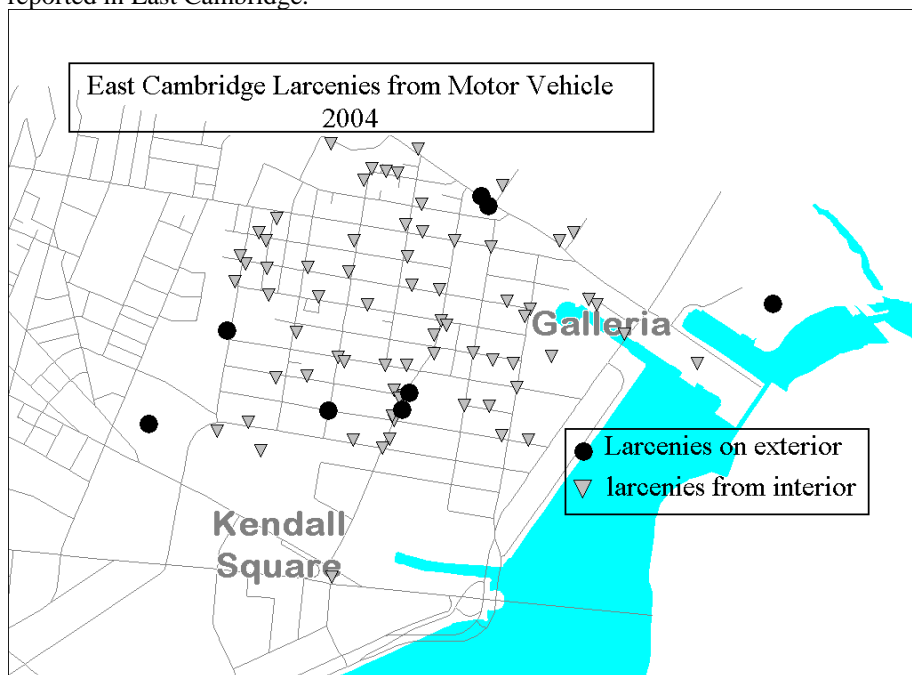 reported in East Cambridge.
East Cambridge Larcenies from Motor Vehicle
2004
Galleria
Larcenies on exterior
larcenies from interior
Kendall
Square